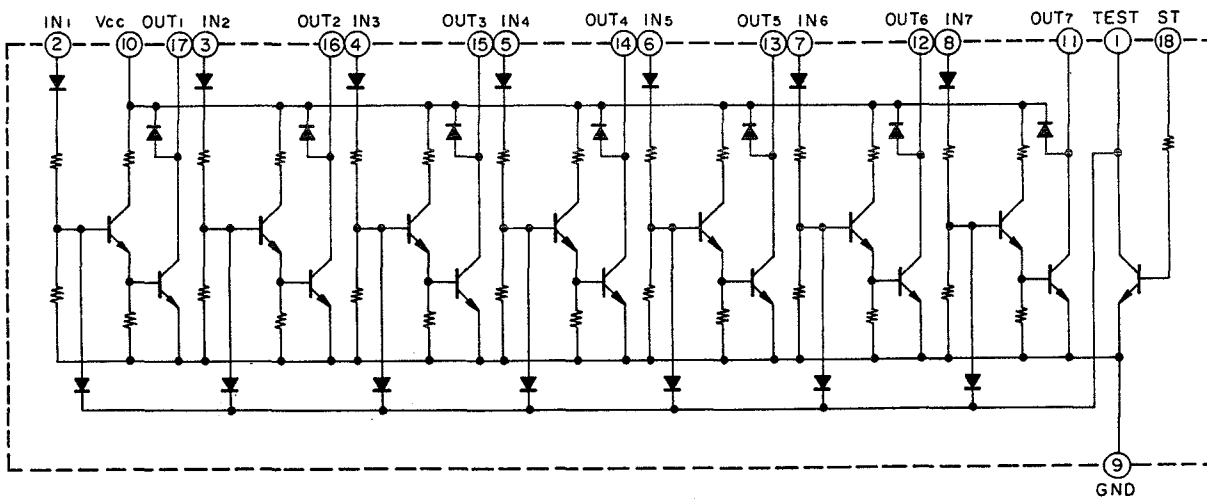 IN1 Vcc OUT1 IN2 OUT2 IN3 OUT3 IN4 OUT4 IN5 OUT5 IN6 OUT6 IN7 OUT7 TEST ST
2 10 17 3 16 4 15 5 14 6 13 7 12 8 11 1 18
9
GND